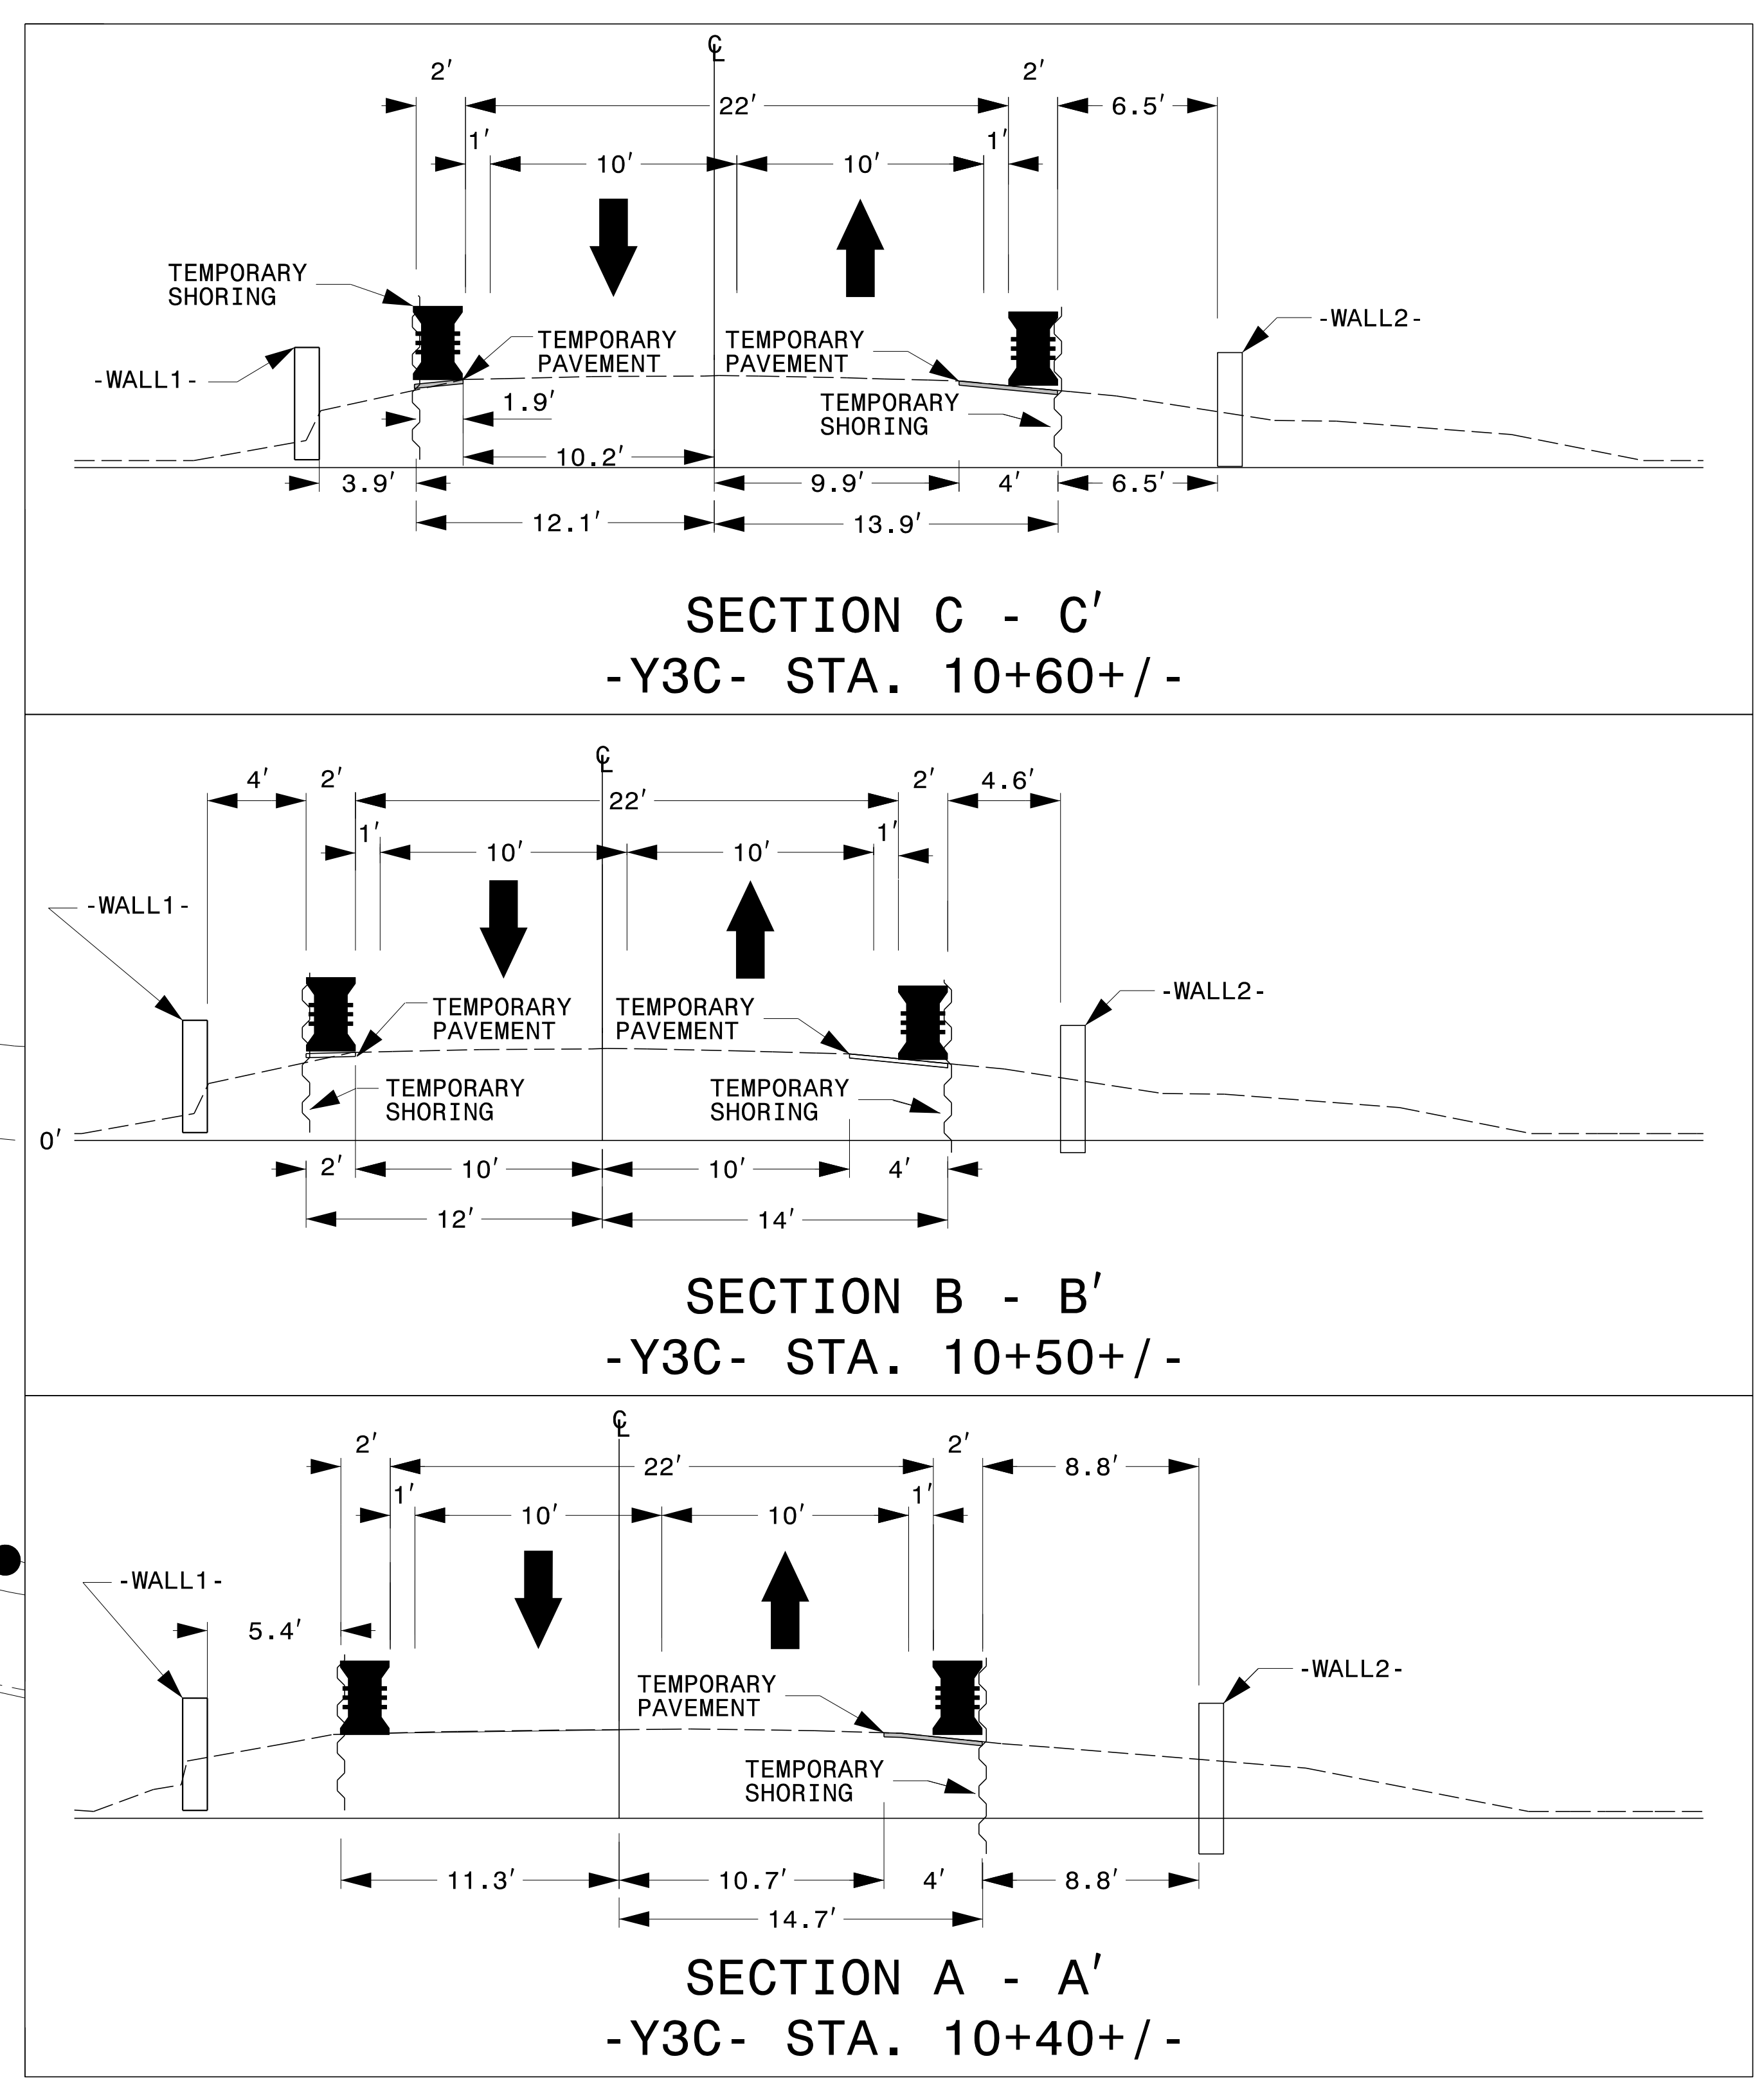 ℄
2' 2'
22' 6.5'
1' 1'
10' 10'
TEMPORARY
SHORING
-WALL2-
TEMPORARY
PAVEMENT
TEMPORARY
PAVEMENT
-WALL1-
1.9'
TEMPORARY
SHORING
10.2'
3.9' 9.9' 4' 6.5'
12.1' 13.9'
SECTION C - C'
-Y3C- STA. 10+60+/-
℄
4' 2' 2' 4.6'
22'
1' 1'
10' 10'
-WALL1-
-WALL2-
TEMPORARY
PAVEMENT
TEMPORARY
PAVEMENT
TEMPORARY
SHORING
TEMPORARY
SHORING
0'
2' 10' 10' 4'
12' 14'
SECTION B - B'
-Y3C- STA. 10+50+/-
℄
2' 2'
22' 8.8'
1' 1'
10' 10'
-WALL1-
5.4'
-WALL2-
TEMPORARY
PAVEMENT
TEMPORARY
SHORING
11.3' 10.7' 4' 8.8'
14.7'
SECTION A - A'
-Y3C- STA. 10+40+/-